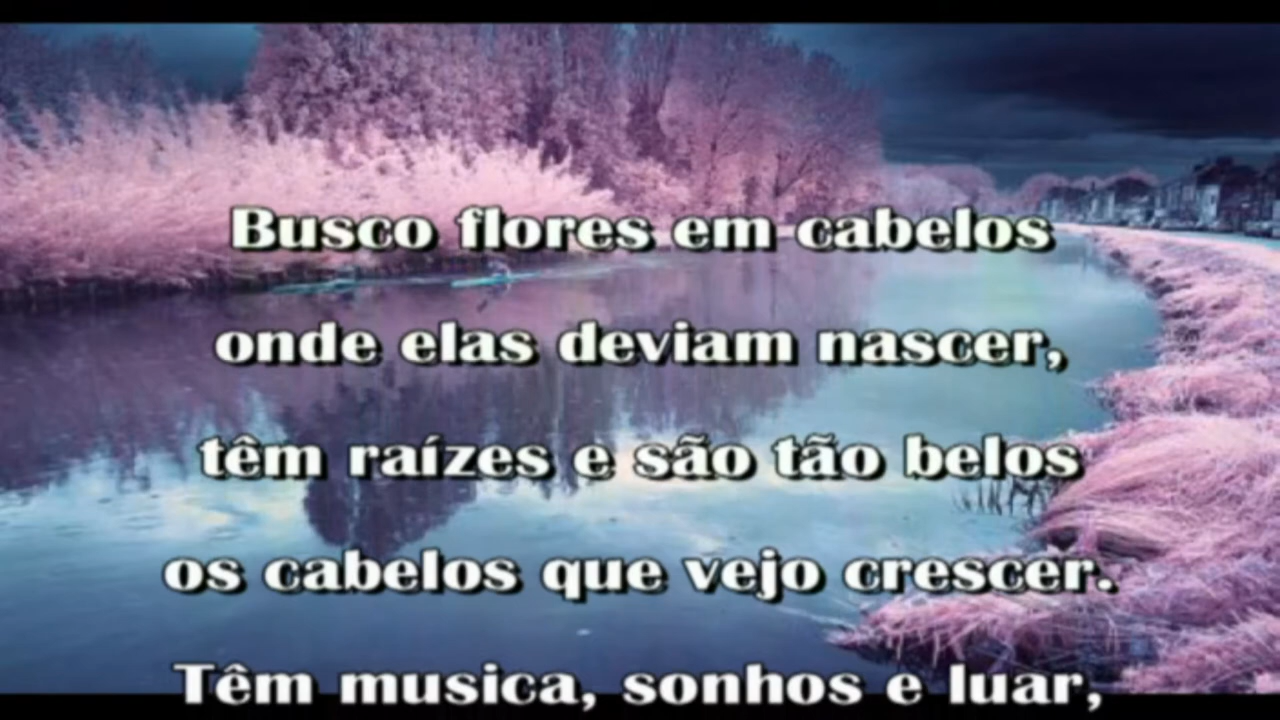 Busco flores em cabelos
onde elas deviam nascer,
têm raízes e são tão belos
os cabelos que vejo crescer.
Têm musica, sonhos e luar,